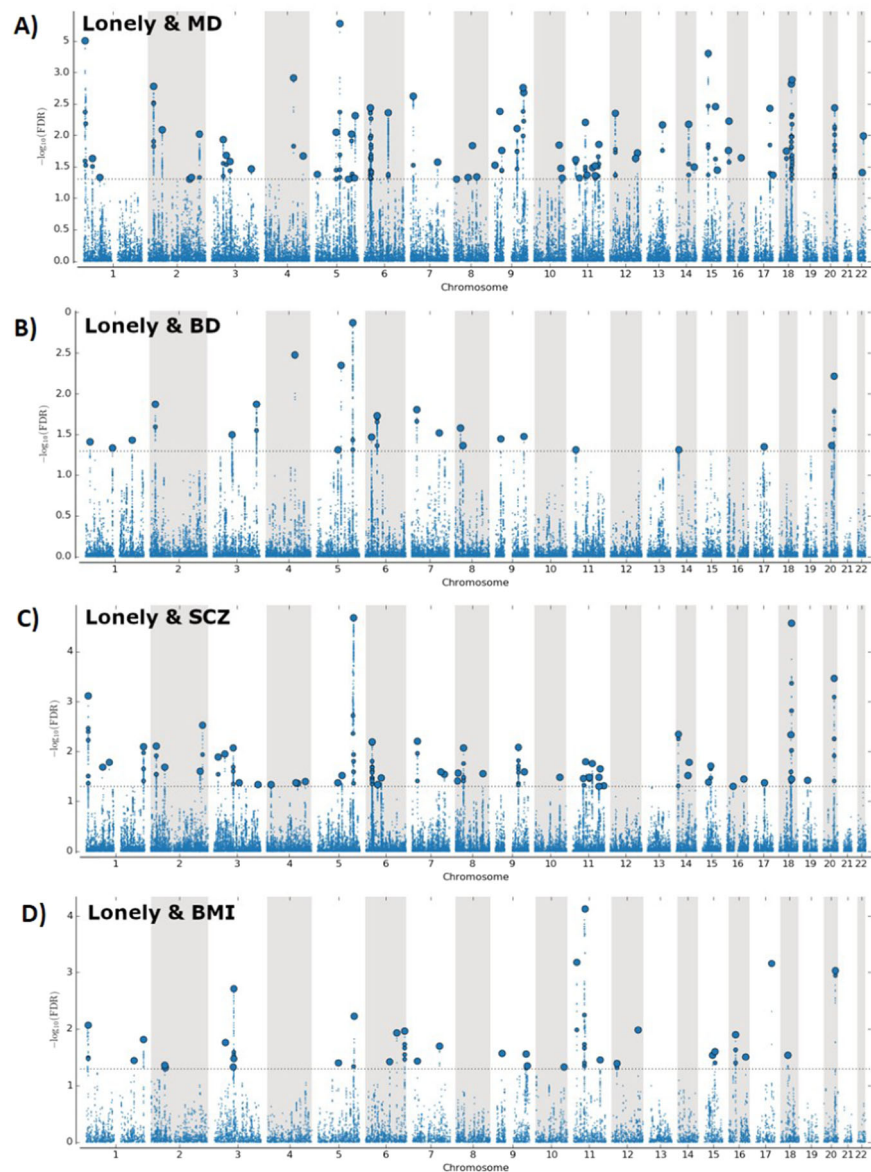 A) Lonely & MD
5
3.0
2.5
2.0
1.5
1.0
0.5
0.0
−log₁₀(FDR)
1 2 3 4 5 6 7 8 9 10 11 12 13 14 15 16 17 18 19 20 21 22
Chromosome
B) Lonely & BD
0
2.5
2.0
1.5
1.0
0.5
0.0
−log₁₀(FDR)
1 2 3 4 5 6 7 8 9 10 11 12 13 14 15 16 17 18 19 20 21 22
Chromosome
C) Lonely & SCZ
4
3
2
1
0
−log₁₀(FDR)
1 2 3 4 5 6 7 8 9 10 11 12 13 14 15 16 17 18 19 20 21 22
Chromosome
D) Lonely & BMI
4
3
2
1
0
−log₁₀(FDR)
1 2 3 4 5 6 7 8 9 10 11 12 13 14 15 16 17 18 19 20 21 22
Chromosome